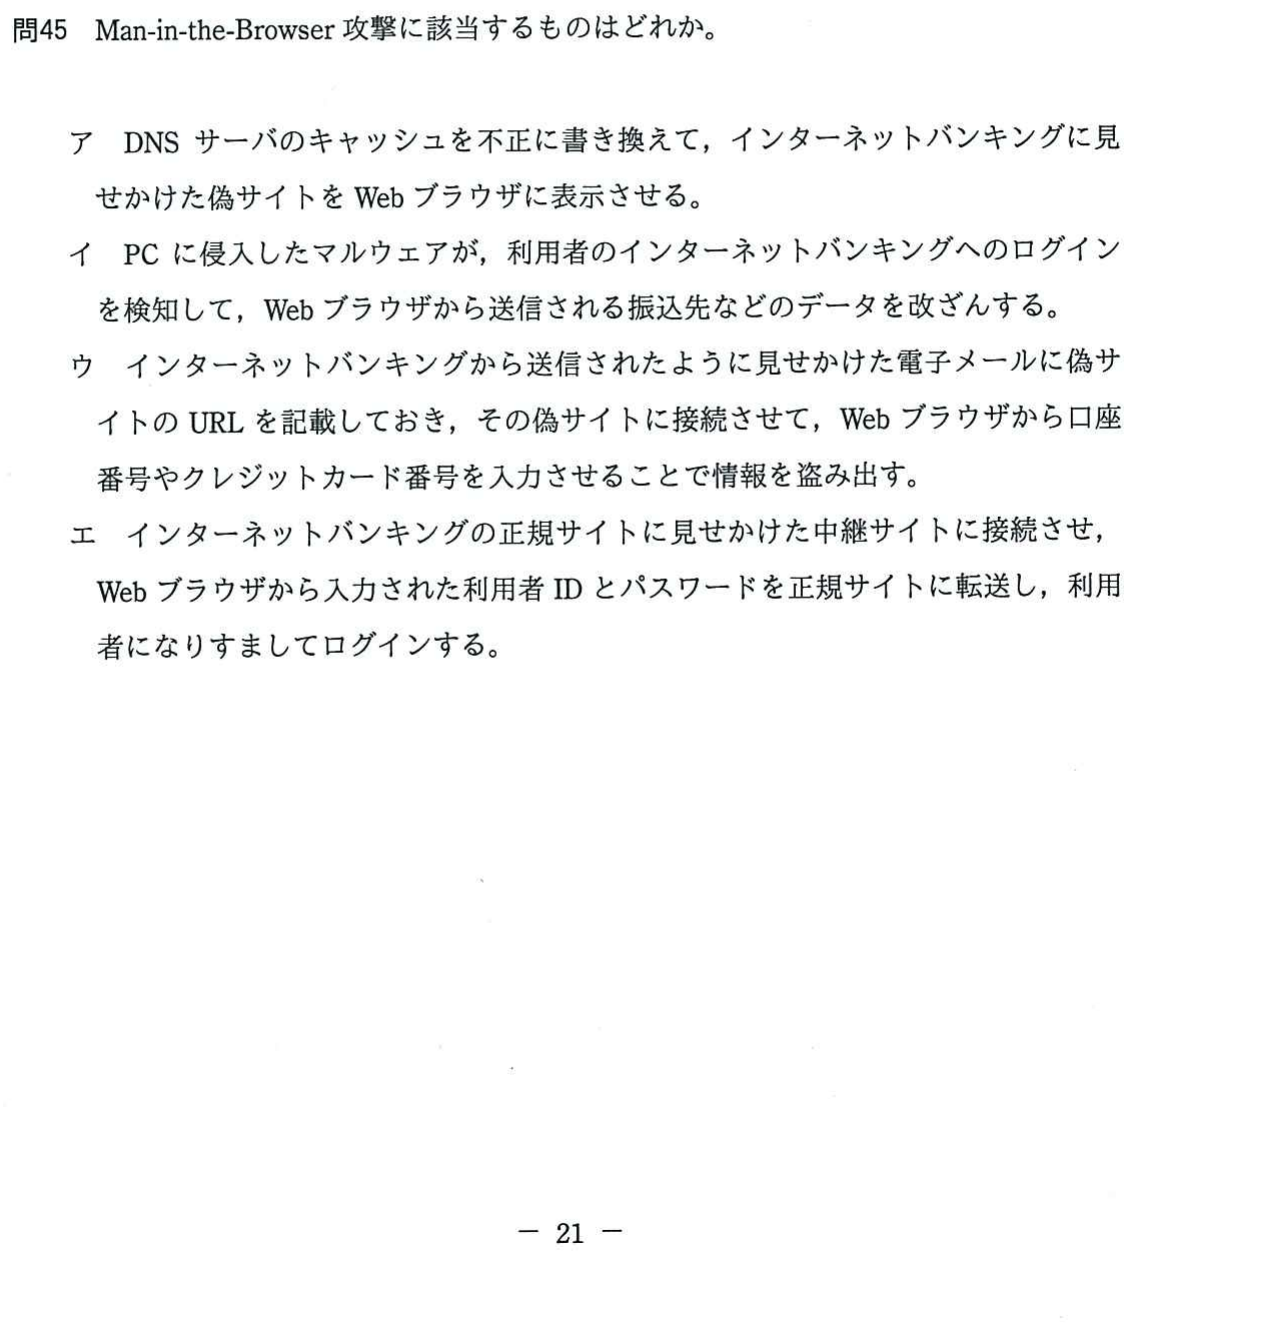 問45 Man-in-the-Browser 攻撃に該当するものはどれか。
ア DNS サーバのキャッシュを不正に書き換えて，インターネットバンキングに見
せかけた偽サイトを Web ブラウザに表示させる。
イ PC に侵入したマルウェアが，利用者のインターネットバンキングへのログイン
を検知して，Web ブラウザから送信される振込先などのデータを改ざんする。
ウ インターネットバンキングから送信されたように見せかけた電子メールに偽サ
イトの URL を記載しておき，その偽サイトに接続させて，Web ブラウザから口座
番号やクレジットカード番号を入力させることで情報を盗み出す。
エ インターネットバンキングの正規サイトに見せかけた中継サイトに接続させ，
Web ブラウザから入力された利用者 ID とパスワードを正規サイトに転送し，利用
者になりすましてログインする。
－ 21 －